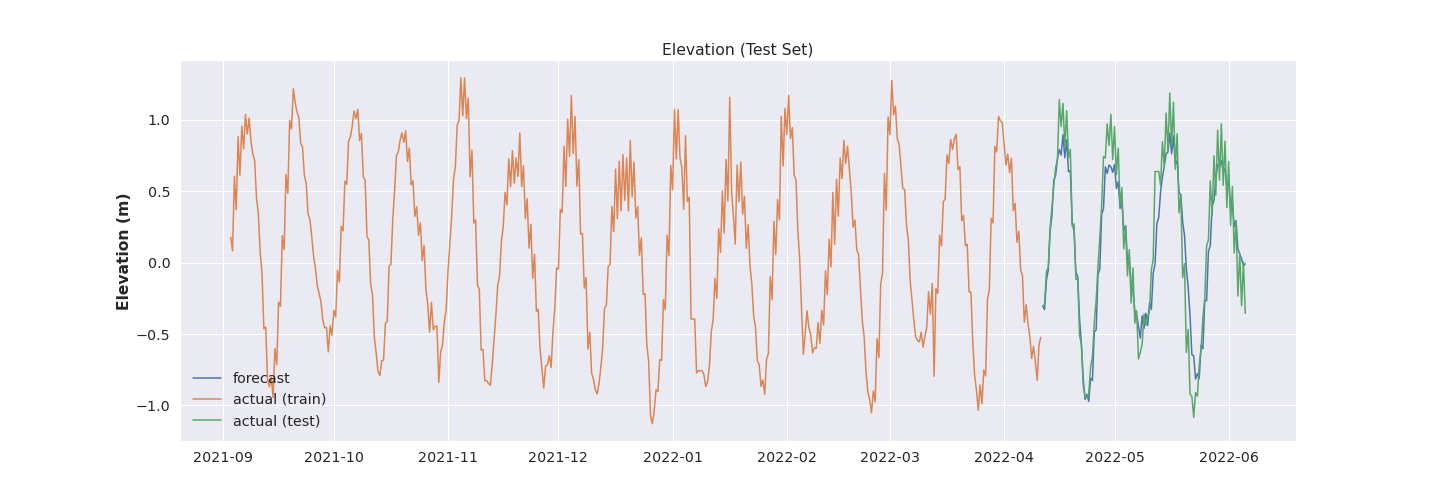 Elevation (Test Set)
Elevation (m)
1.0
0.5
0.0
−0.5
−1.0
forecast
actual (train)
actual (test)
2021-09 2021-10 2021-11 2021-12 2022-01 2022-02 2022-03 2022-04 2022-05 2022-06